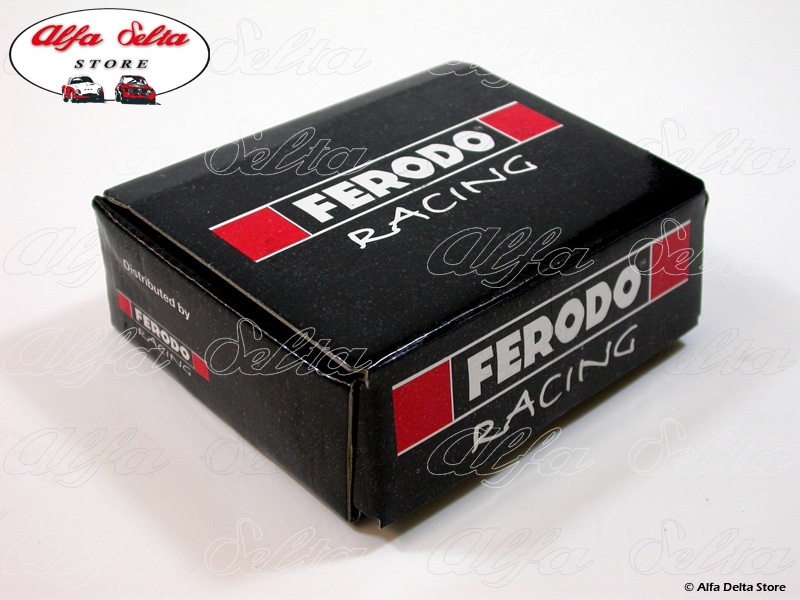 Alfa Delta
STORE
FERODO
RACING
Distributed by
FERODO
RACING
FERODO
RACING
© Alfa Delta Store